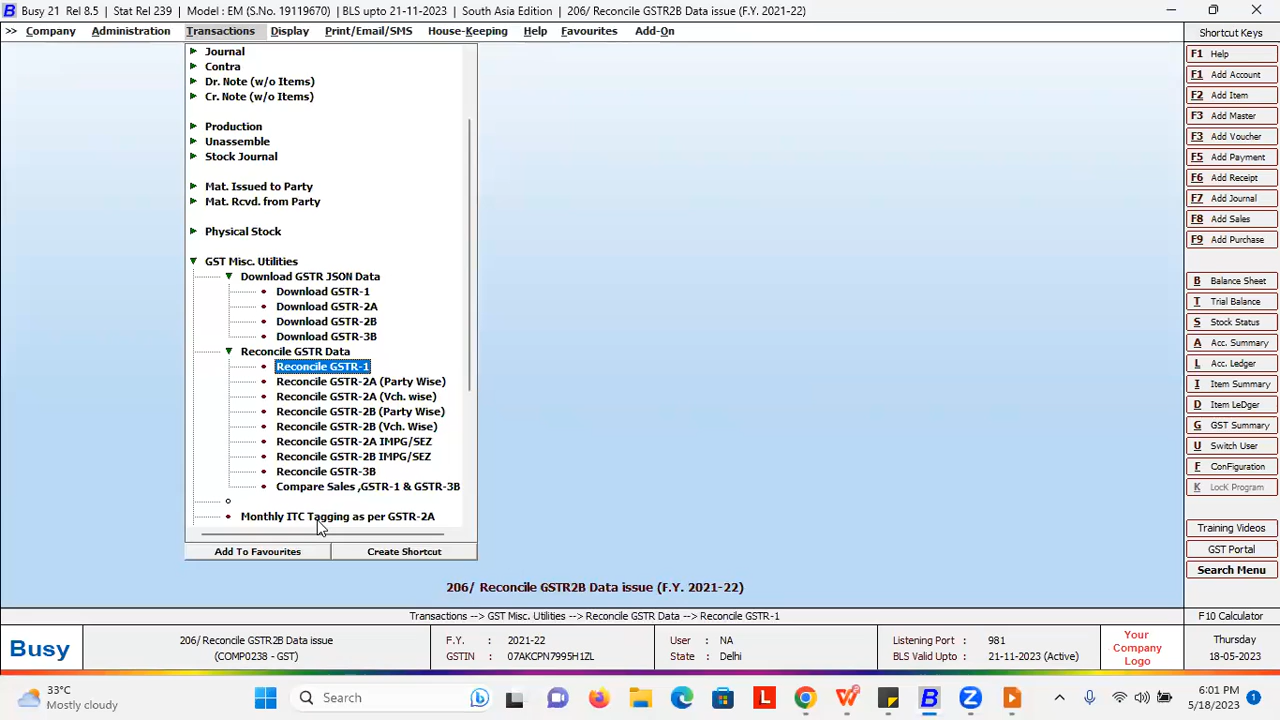 Busy 21 Rel 8.5 | Stat Rel 239 | Model : EM (S.No. 19119670) | BLS upto 21-11-2023 | South Asia Edition | 206/ Reconcile GSTR2B Data issue (F.Y. 2021-22)
>> Company Administration Transactions Display Print/Email/SMS House-Keeping Help Favourites Add-On
Shortcut Keys
Journal
Contra
Dr. Note (w/o Items)
Cr. Note (w/o Items)
Production
Unassemble
Stock Journal
Mat. Issued to Party
Mat. Rcvd. from Party
Physical Stock
GST Misc. Utilities
Download GSTR JSON Data
Download GSTR-1
Download GSTR-2A
Download GSTR-2B
Download GSTR-3B
Reconcile GSTR Data
Reconcile GSTR-1
Reconcile GSTR-2A (Party Wise)
Reconcile GSTR-2A (Vch. wise)
Reconcile GSTR-2B (Party Wise)
Reconcile GSTR-2B (Vch. Wise)
Reconcile GSTR-2A IMPG/SEZ
Reconcile GSTR-2B IMPG/SEZ
Reconcile GSTR-3B
Compare Sales ,GSTR-1 & GSTR-3B
Monthly ITC Tagging as per GSTR-2A
Add To Favourites Create Shortcut
F1 Help
F1 Add Account
F2 Add Item
F3 Add Master
F3 Add Voucher
F5 Add Payment
F6 Add Receipt
F7 Add Journal
F8 Add Sales
F9 Add Purchase
B Balance Sheet
T Trial Balance
S Stock Status
A Acc. Summary
L Acc. Ledger
I Item Summary
D Item LeDger
G GST Summary
U Switch User
F ConFiguration
K LocK Program
Training Videos
GST Portal
Search Menu
206/ Reconcile GSTR2B Data issue (F.Y. 2021-22)
Transactions --> GST Misc. Utilities --> Reconcile GSTR Data --> Reconcile GSTR-1
F10 Calculator
Busy
206/ Reconcile GSTR2B Data issue
(COMP0238 - GST)
F.Y. : 2021-22
GSTIN : 07AKCPN7995H1ZL
User : NA
State : Delhi
Listening Port : 981
BLS Valid Upto : 21-11-2023 (Active)
Your
Company
Logo
Thursday
18-05-2023
33°C
Mostly cloudy
Search
6:01 PM
5/18/2023